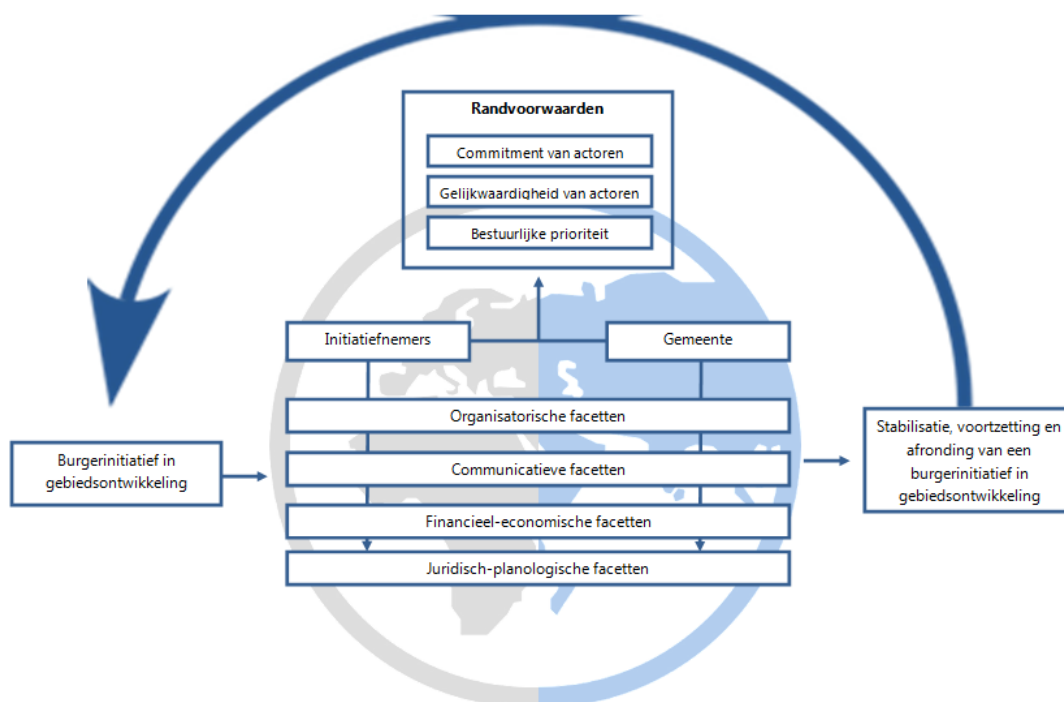 Randvoorwaarden
Commitment van actoren
Gelijkwaardigheid van actoren
Bestuurlijke prioriteit
Initiatiefnemers
Gemeente
Organisatorische facetten
Communicatieve facetten
Financieel-economische facetten
Juridisch-planologische facetten
Burgerinitiatief in
gebiedsontwikkeling
Stabilisatie, voortzetting en
afronding van een
burgerinitiatief in
gebiedsontwikkeling